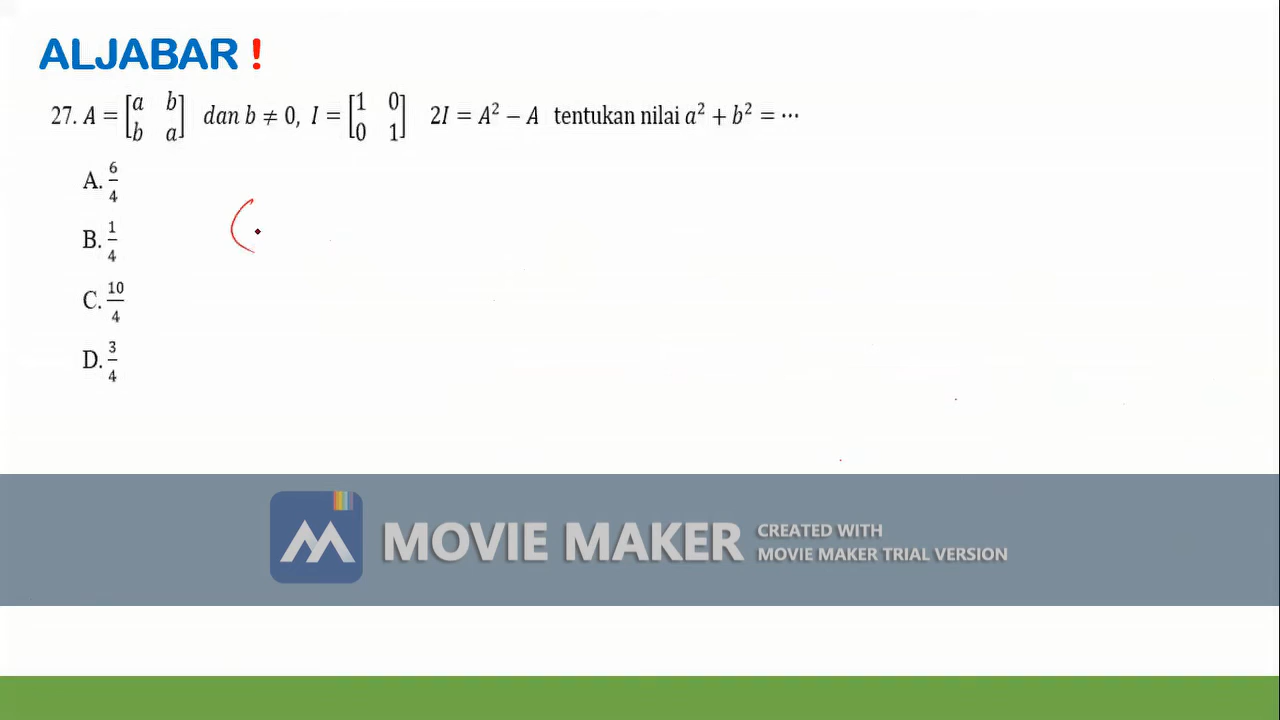 ALJABAR !
27. A = [a b; b a] dan b ≠ 0, I = [1 0; 0 1] 2I = A² − A tentukan nilai a² + b² = ⋯
A. 6/4
B. 1/4
C. 10/4
D. 3/4
MOVIE MAKER
CREATED WITH
MOVIE MAKER TRIAL VERSION